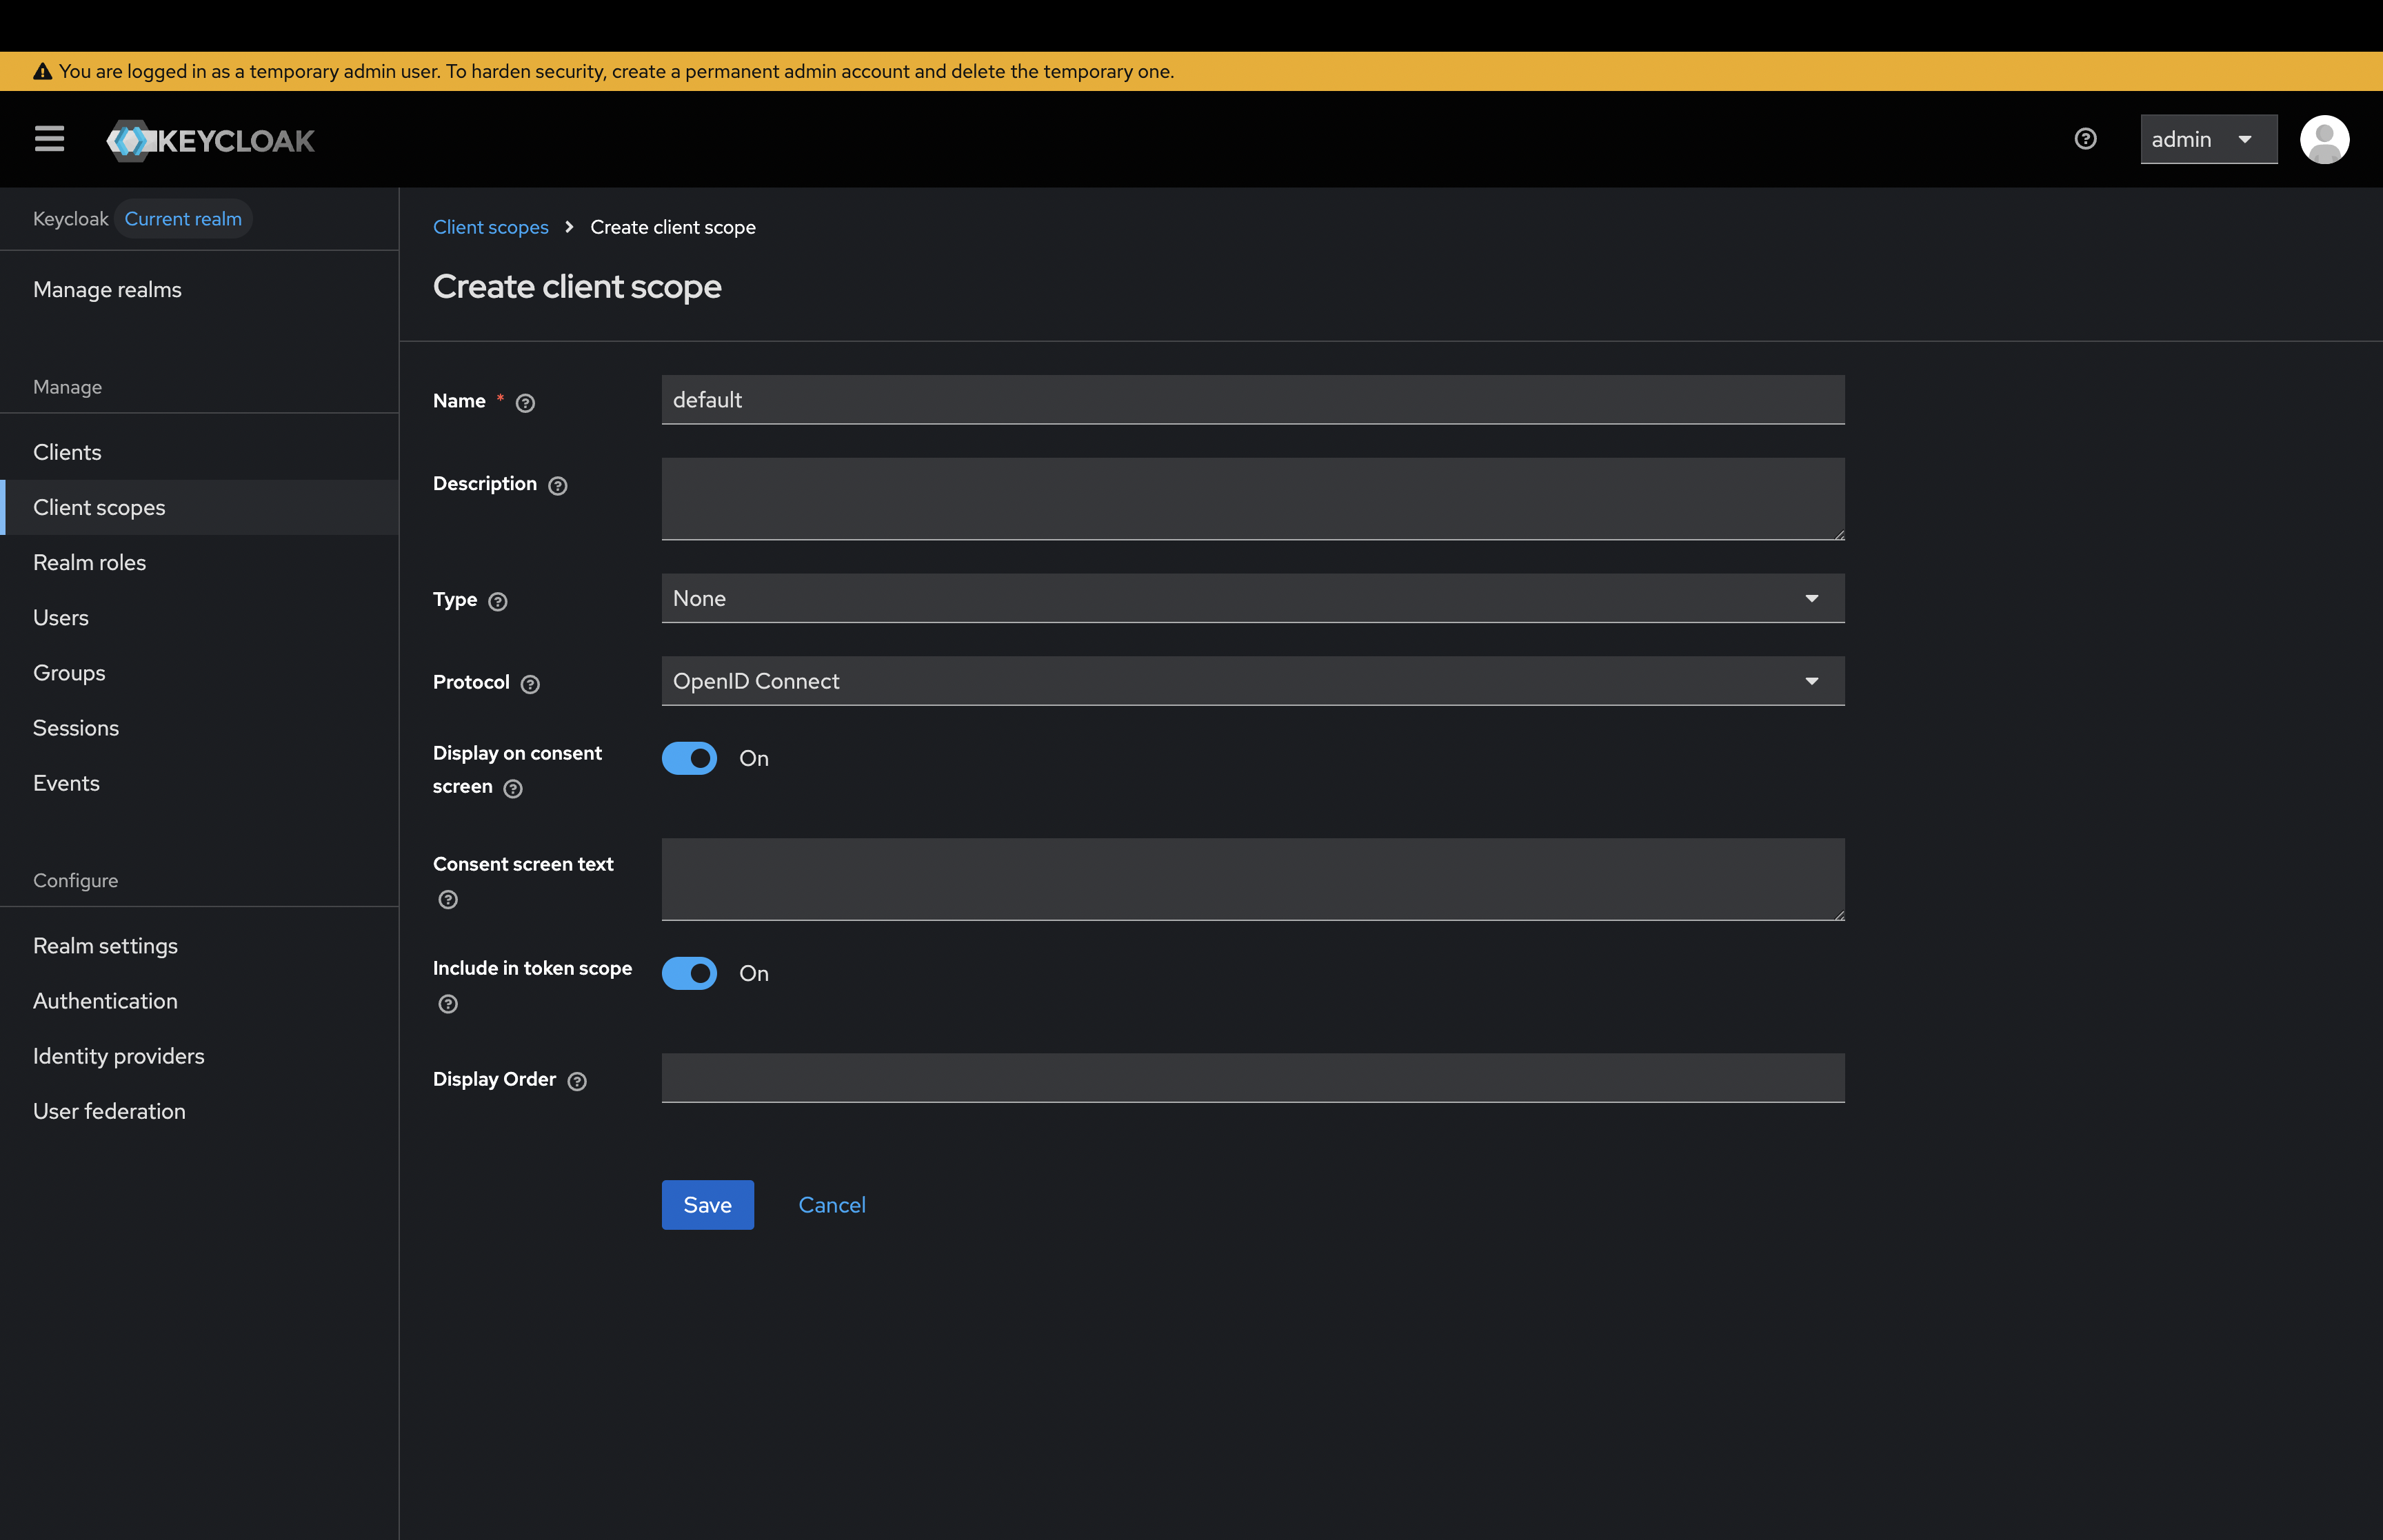 You are logged in as a temporary admin user. To harden security, create a permanent admin account and delete the temporary one.
KEYCLOAK
admin
Keycloak Current realm
Manage realms
Manage
Clients
Client scopes
Realm roles
Users
Groups
Sessions
Events
Configure
Realm settings
Authentication
Identity providers
User federation
Client scopes > Create client scope
Create client scope
Name * default
Description
Type None
Protocol OpenID Connect
Display on consent
screen
On
Consent screen text
Include in token scope
On
Display Order
Save Cancel